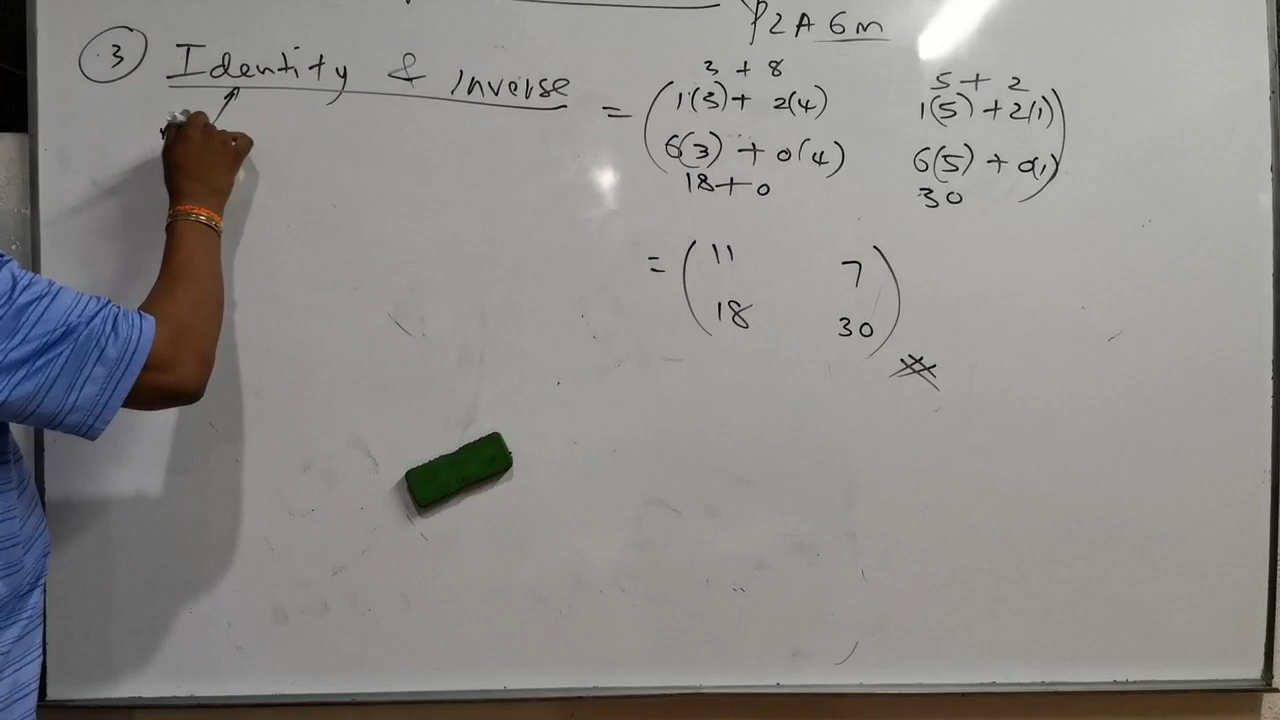 P2 A 6m
3 Identity & Inverse
3 + 8 5 + 2
= ( 1(3) + 2(4) 1(5) + 2(1) )
( 6(3) + 0(4) 6(5) + 0(1) )
18 + 0 30
= ( 11 7 )
( 18 30 )